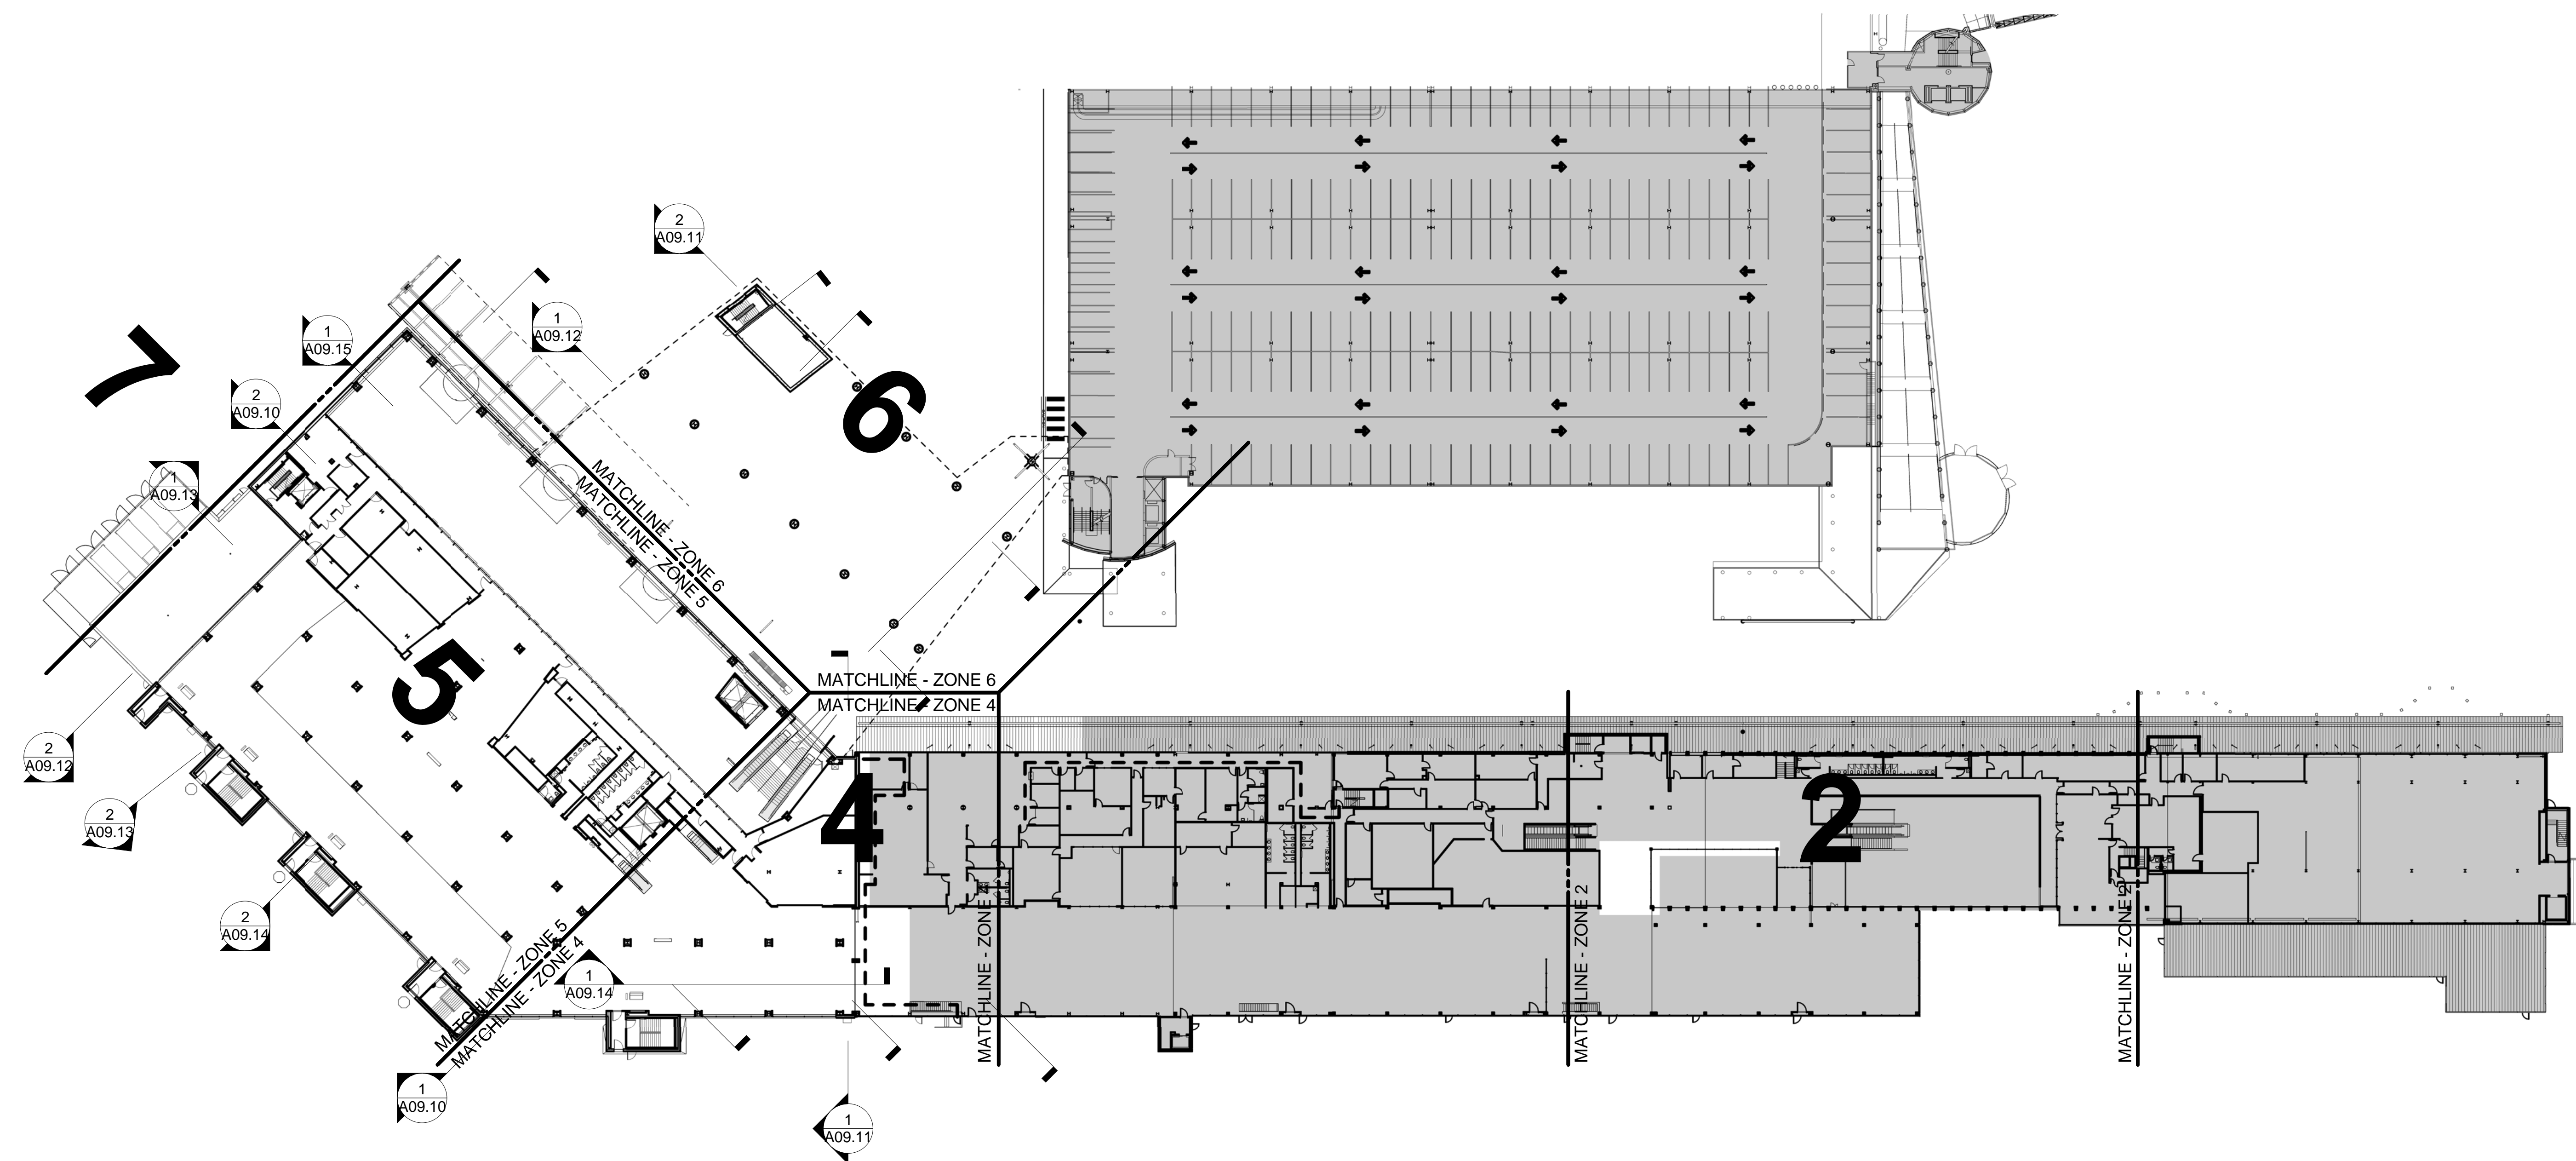 2
A09.11
1
A09.12
1
A09.15
2
A09.10
1
A09.13
7
6
5
4
2
MATCHLINE - ZONE 6
MATCHLINE - ZONE 5
MATCHLINE - ZONE 6
MATCHLINE - ZONE 4
2
A09.12
2
A09.13
2
A09.14
MATCHLINE - ZONE 5
MATCHLINE - ZONE 4
1
A09.14
1
A09.10
1
A09.11
MATCHLINE - ZONE 4
MATCHLINE - ZONE 2
MATCHLINE - ZONE 2